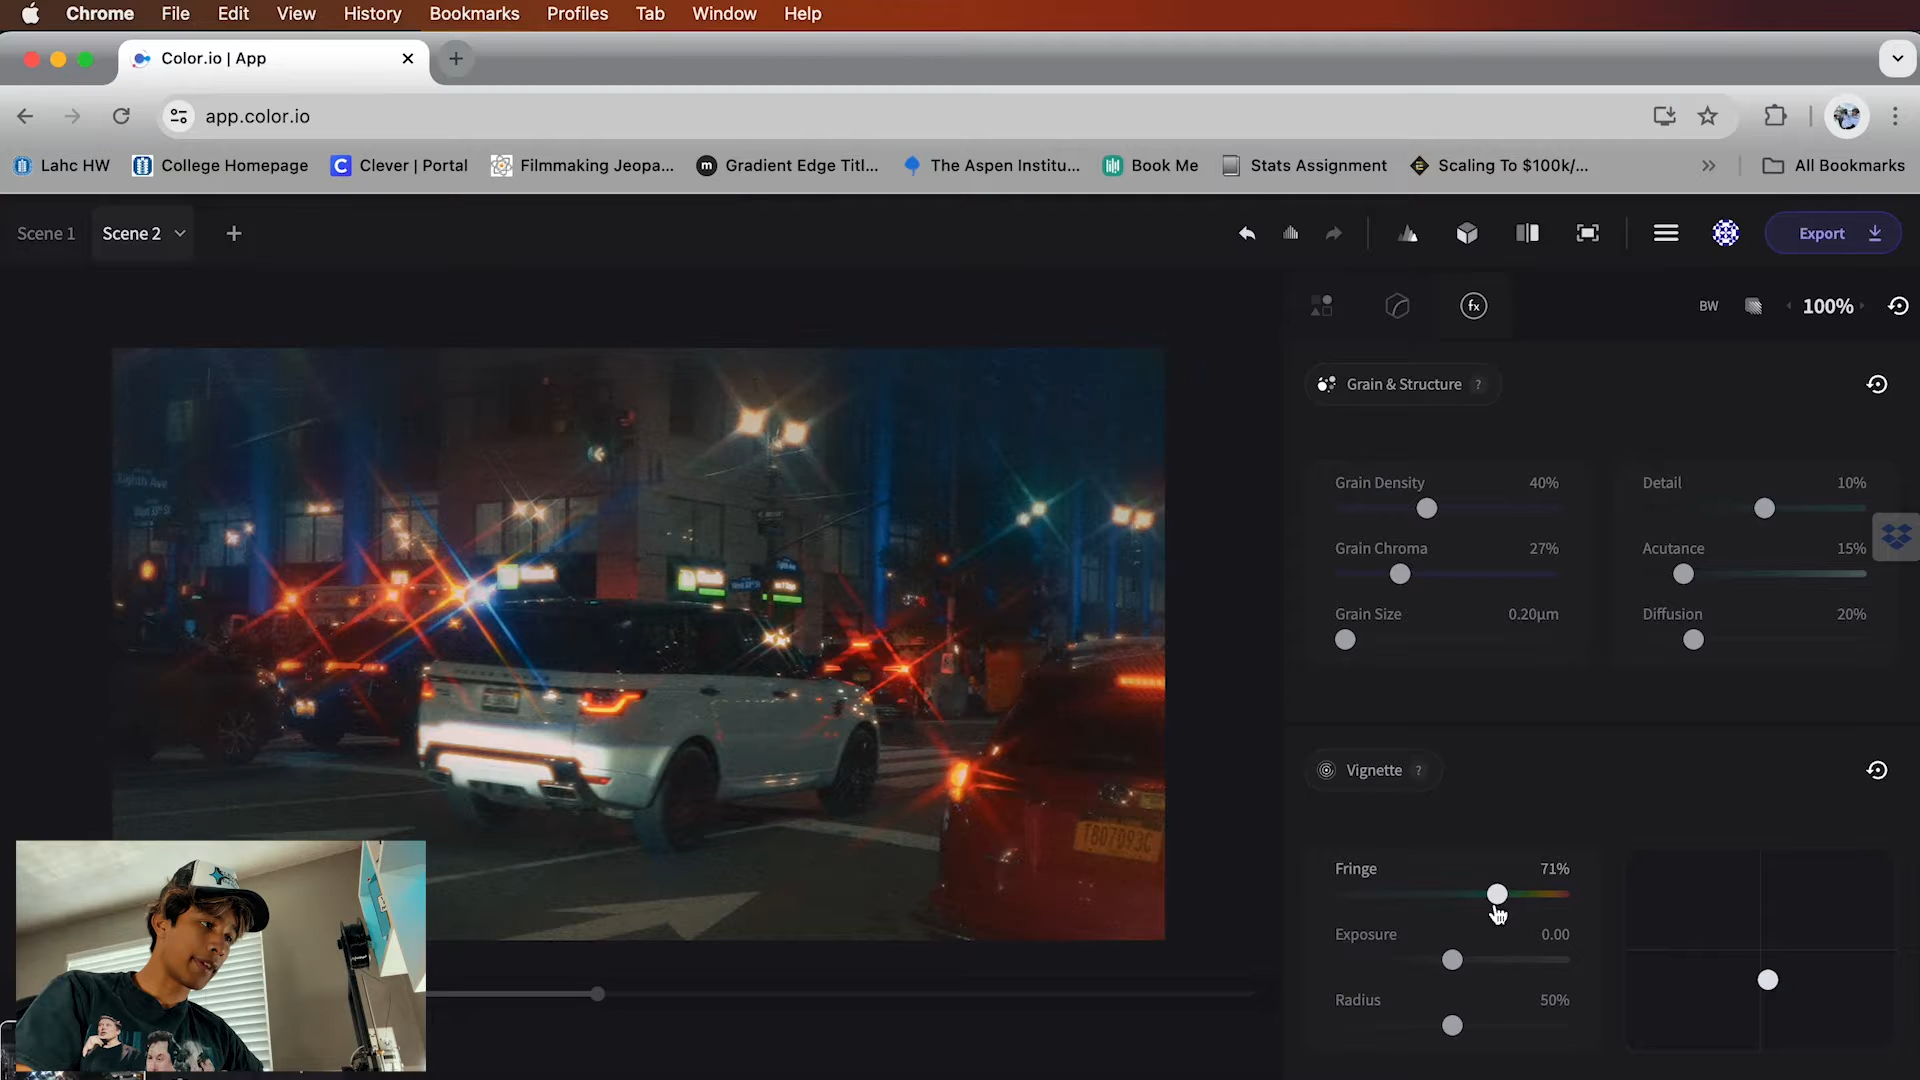 Chrome File Edit View History Bookmarks Profiles Tab Window Help
Color.io | App
app.color.io
Lahc HW College Homepage Clever | Portal Filmmaking Jeopa... Gradient Edge Titl... The Aspen Institu... Book Me Stats Assignment Scaling To $100k/... All Bookmarks
Scene 1 Scene 2 Export
fx BW 100%
Grain & Structure ?
Grain Density 40% Detail 10%
Grain Chroma 27% Acutance 15%
Grain Size 0.20µm Diffusion 20%
Vignette ?
Fringe 71%
Exposure 0.00
Radius 50%
T807093C